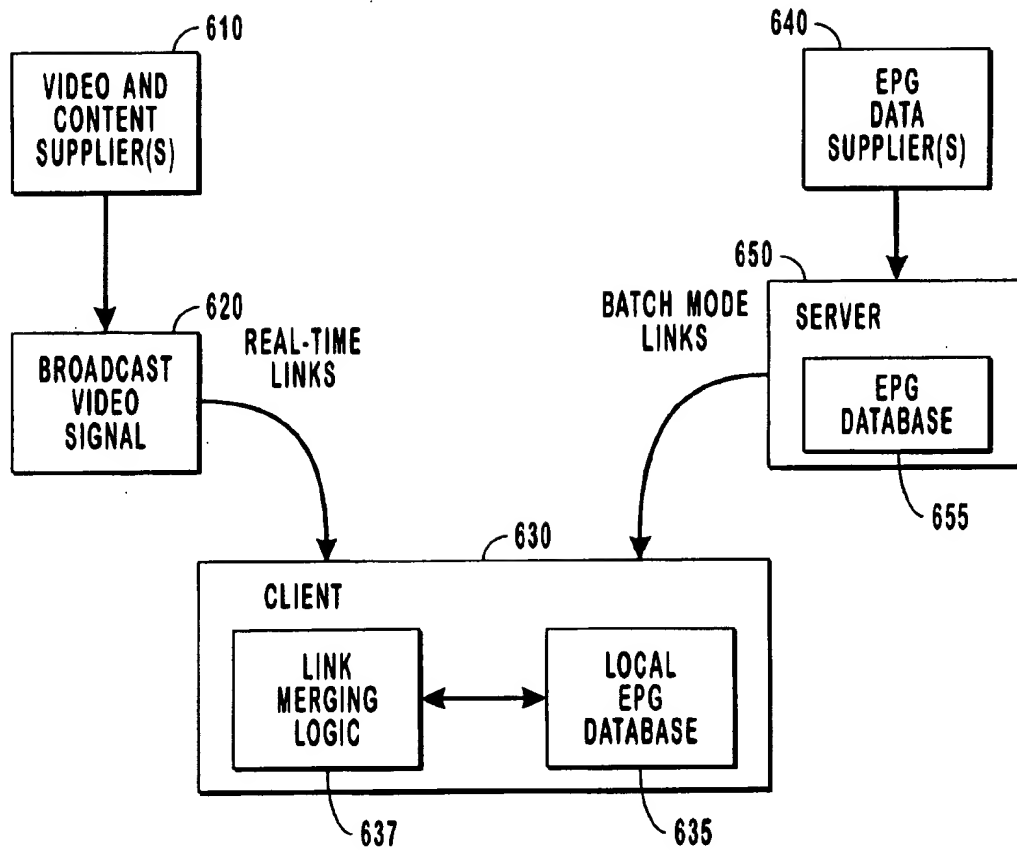 610
VIDEO AND
CONTENT
SUPPLIER(S)
640
EPG
DATA
SUPPLIER(S)
620
BROADCAST
VIDEO
SIGNAL
REAL-TIME
LINKS
BATCH MODE
LINKS
650
SERVER
EPG
DATABASE
655
630
CLIENT
LINK
MERGING
LOGIC
LOCAL
EPG
DATABASE
637
635